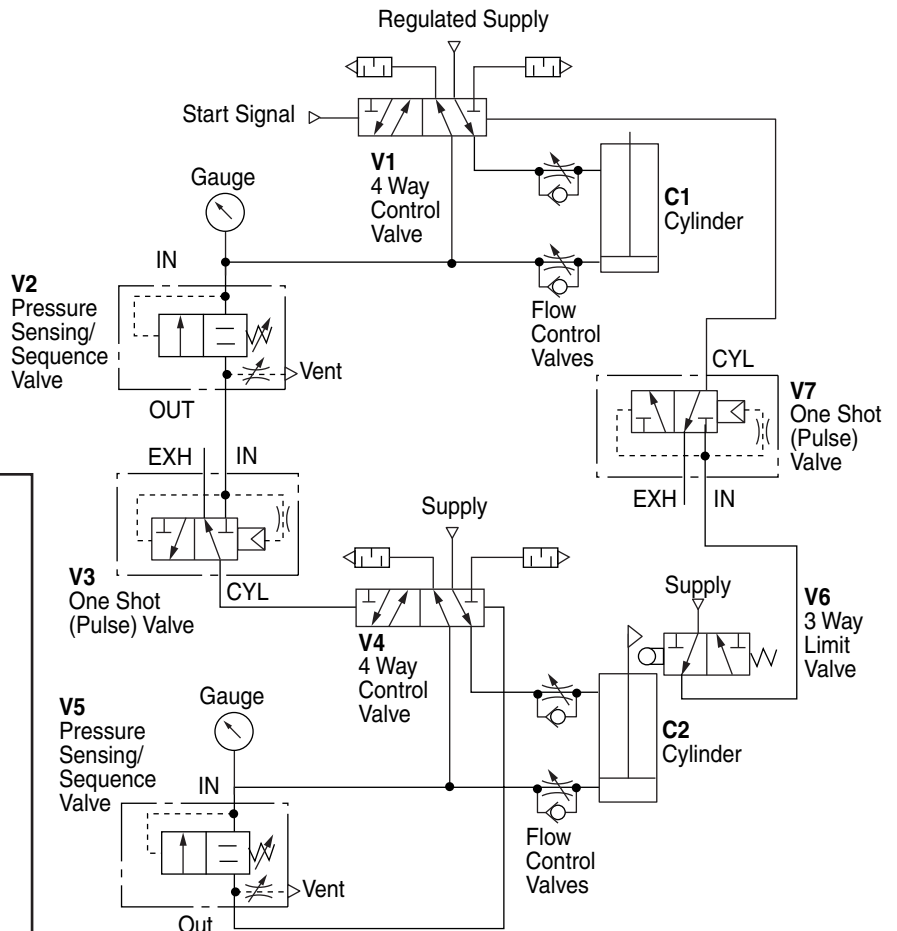 Regulated Supply
Start Signal
V1
4 Way
Control
Valve
Gauge
C1
Cylinder
IN
V2
Pressure
Sensing/
Sequence
Valve
Flow
Control
Valves
Vent
OUT
CYL
V7
One Shot
(Pulse)
Valve
EXH
IN
EXH
IN
Supply
V3
One Shot
(Pulse) Valve
CYL
Supply
V6
3 Way
Limit
Valve
V4
4 Way
Control
Valve
Gauge
V5
Pressure
Sensing/
Sequence
Valve
IN
C2
Cylinder
Flow
Control
Valves
Vent
Out